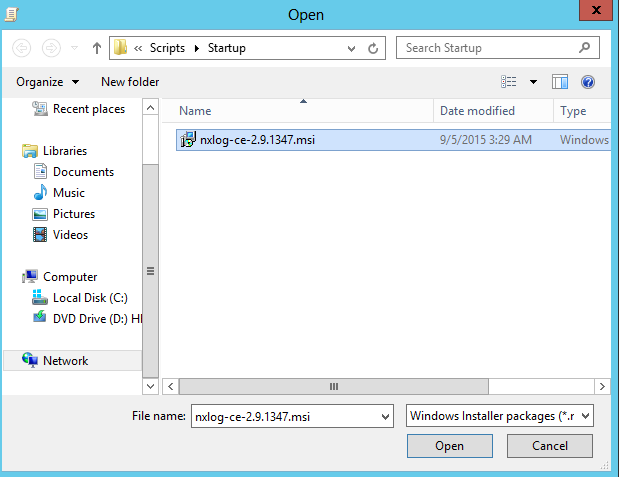 Open
« Scripts Startup
Search Startup
Organize
New folder
Name
Date modified
Type
nxlog-ce-2.9.1347.msi
9/5/2015 3:29 AM
Windows
Recent places
Libraries
Documents
Music
Pictures
Videos
Computer
Local Disk (C:)
DVD Drive (D:) H
Network
File name:
nxlog-ce-2.9.1347.msi
Windows Installer packages (*.r
Open
Cancel